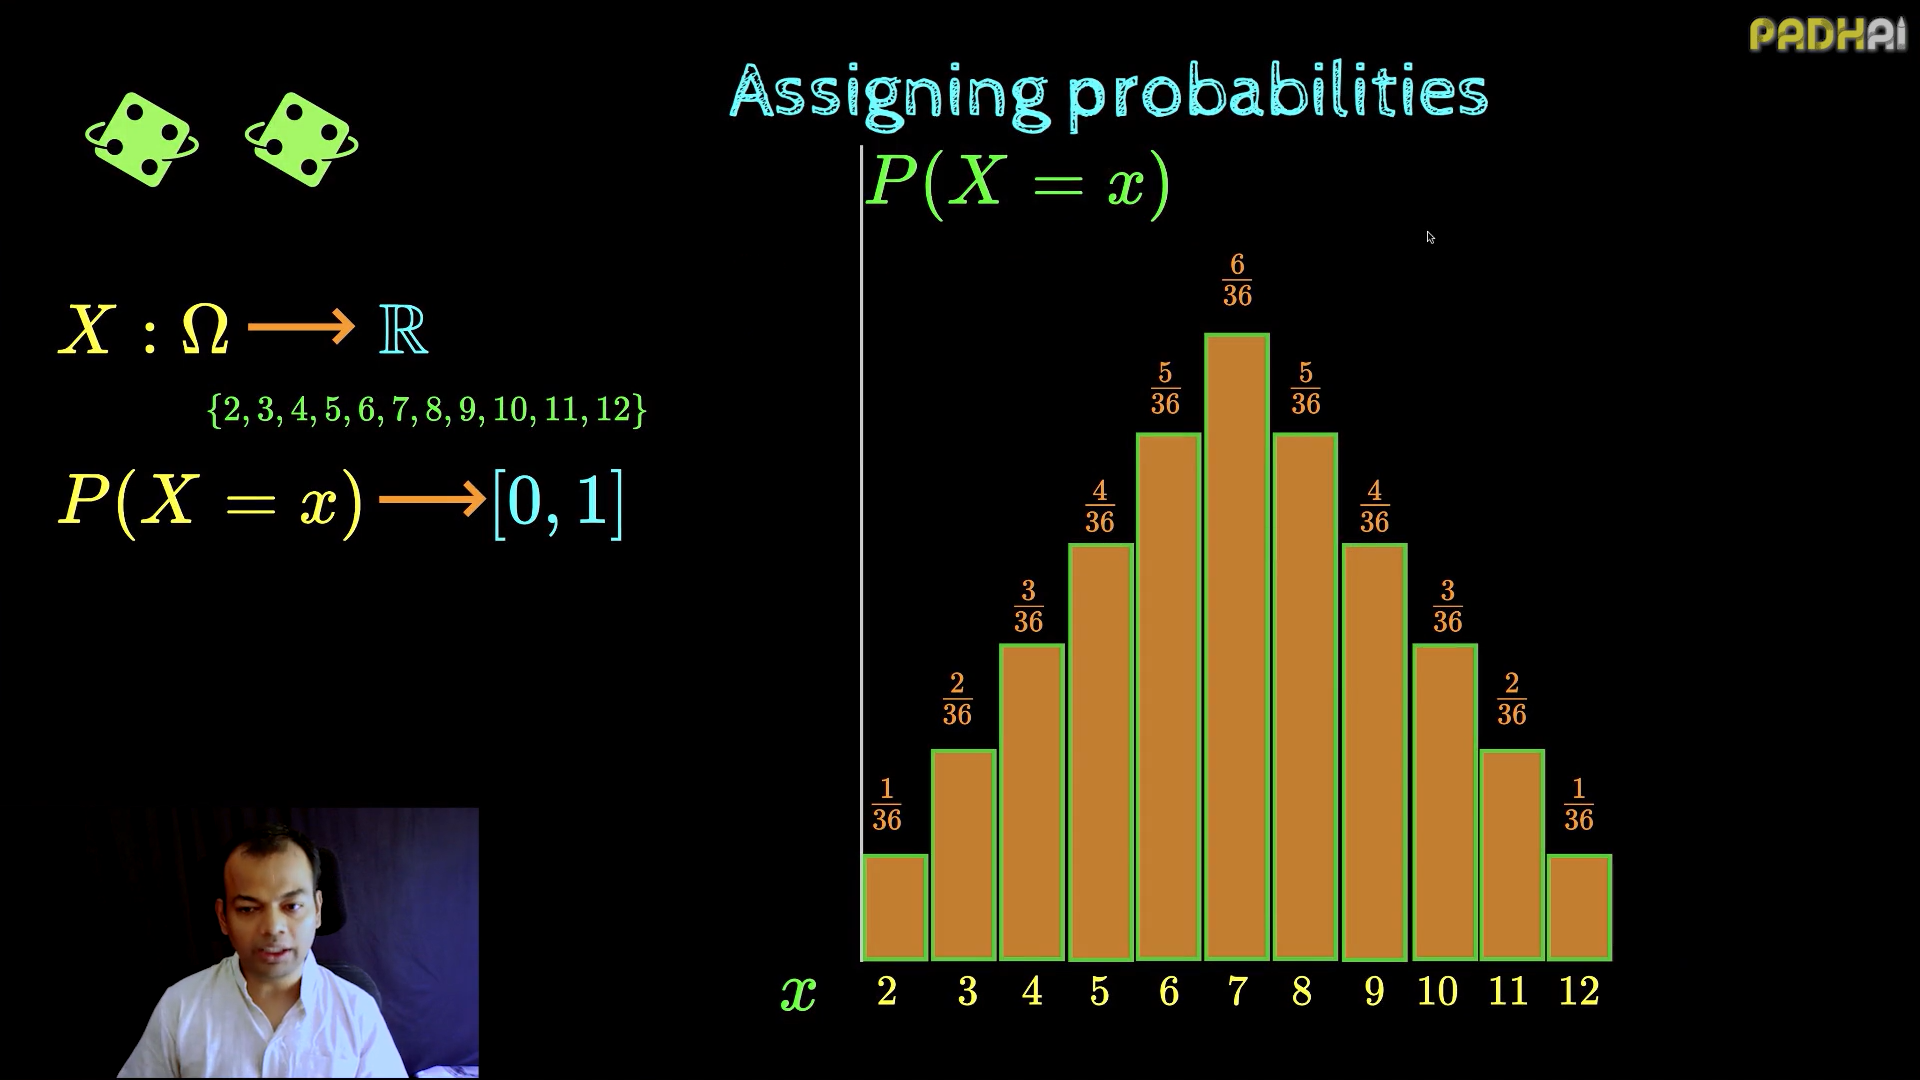 PADHAI
Assigning probabilities
P(X = x)
X : Ω ⟶ ℝ
{2, 3, 4, 5, 6, 7, 8, 9, 10, 11, 12}
P(X = x) ⟶ [0, 1]
1/36 2/36 3/36 4/36 5/36 6/36 5/36 4/36 3/36 2/36 1/36
x 2 3 4 5 6 7 8 9 10 11 12